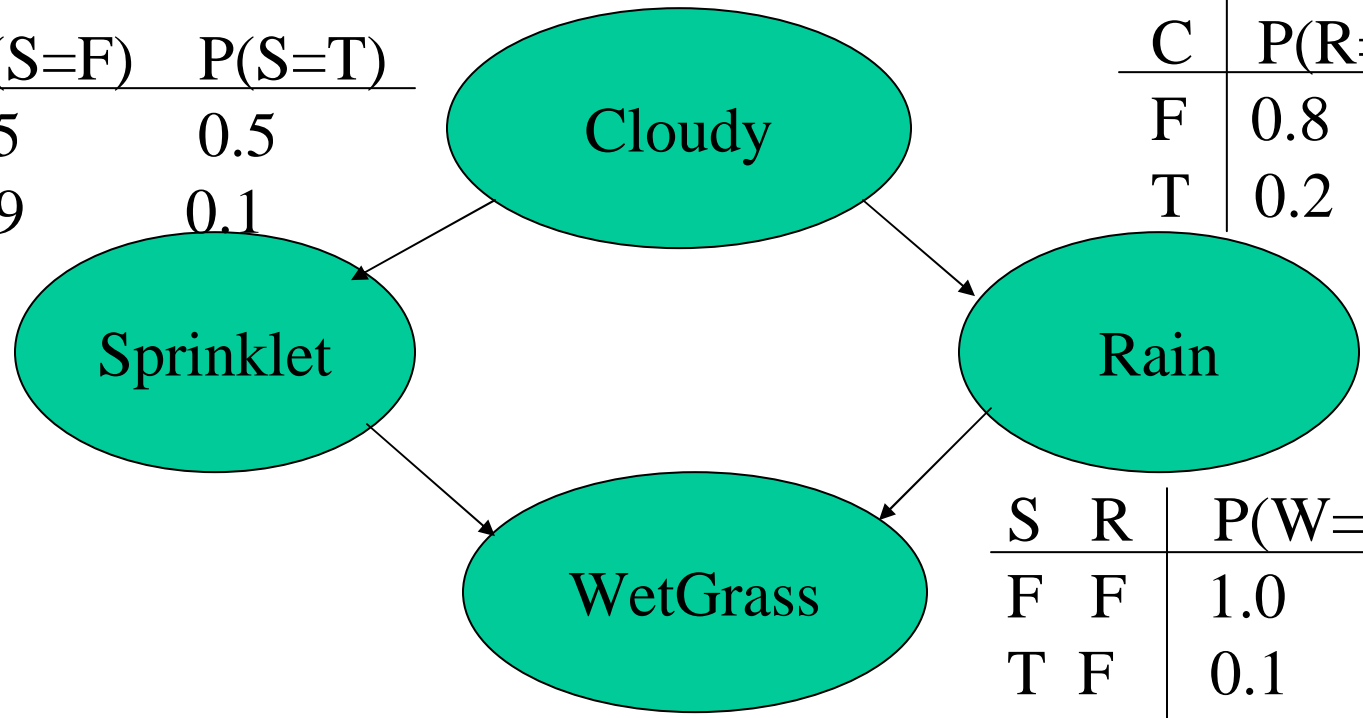 (S=F) P(S=T)
5 0.5
9 0.1
Cloudy
C P(R=
F 0.8
T 0.2
Sprinklet
Rain
WetGrass
S R P(W=
F F 1.0
T F 0.1